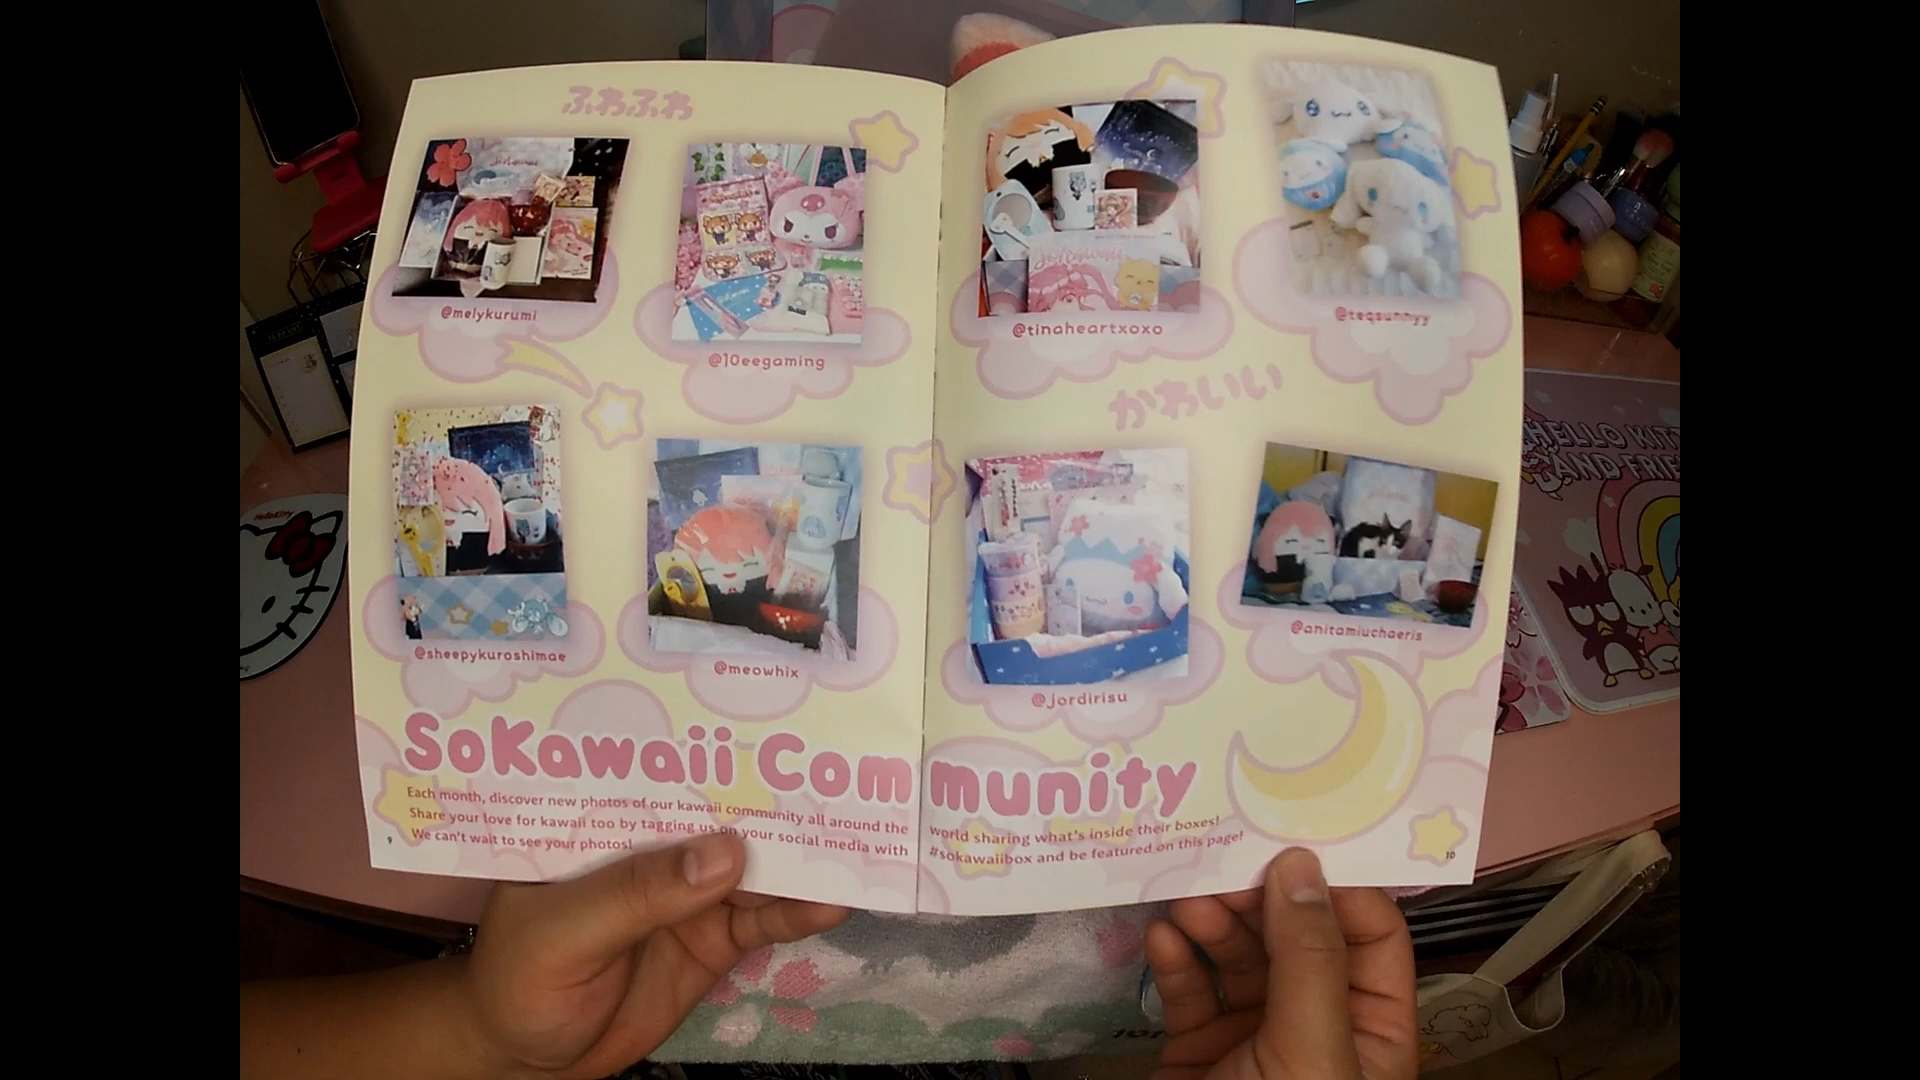 ふわふわ
@melykurumi
@10eegaming
@tinaheartxoxo
@teqsunnyy
かわいい
@sheepykuroshimae
@meowhix
@jordirisu
@anitamiuchaeris
SoKawaii Community
Each month, discover new photos of our kawaii community all around the world sharing what's inside their boxes!
Share your love for kawaii too by tagging us on your social media with #sokawaiibox and be featured on this page!
We can't wait to see your photos!
9
10
HelloKitty
HELLO KITTY
AND FRIE